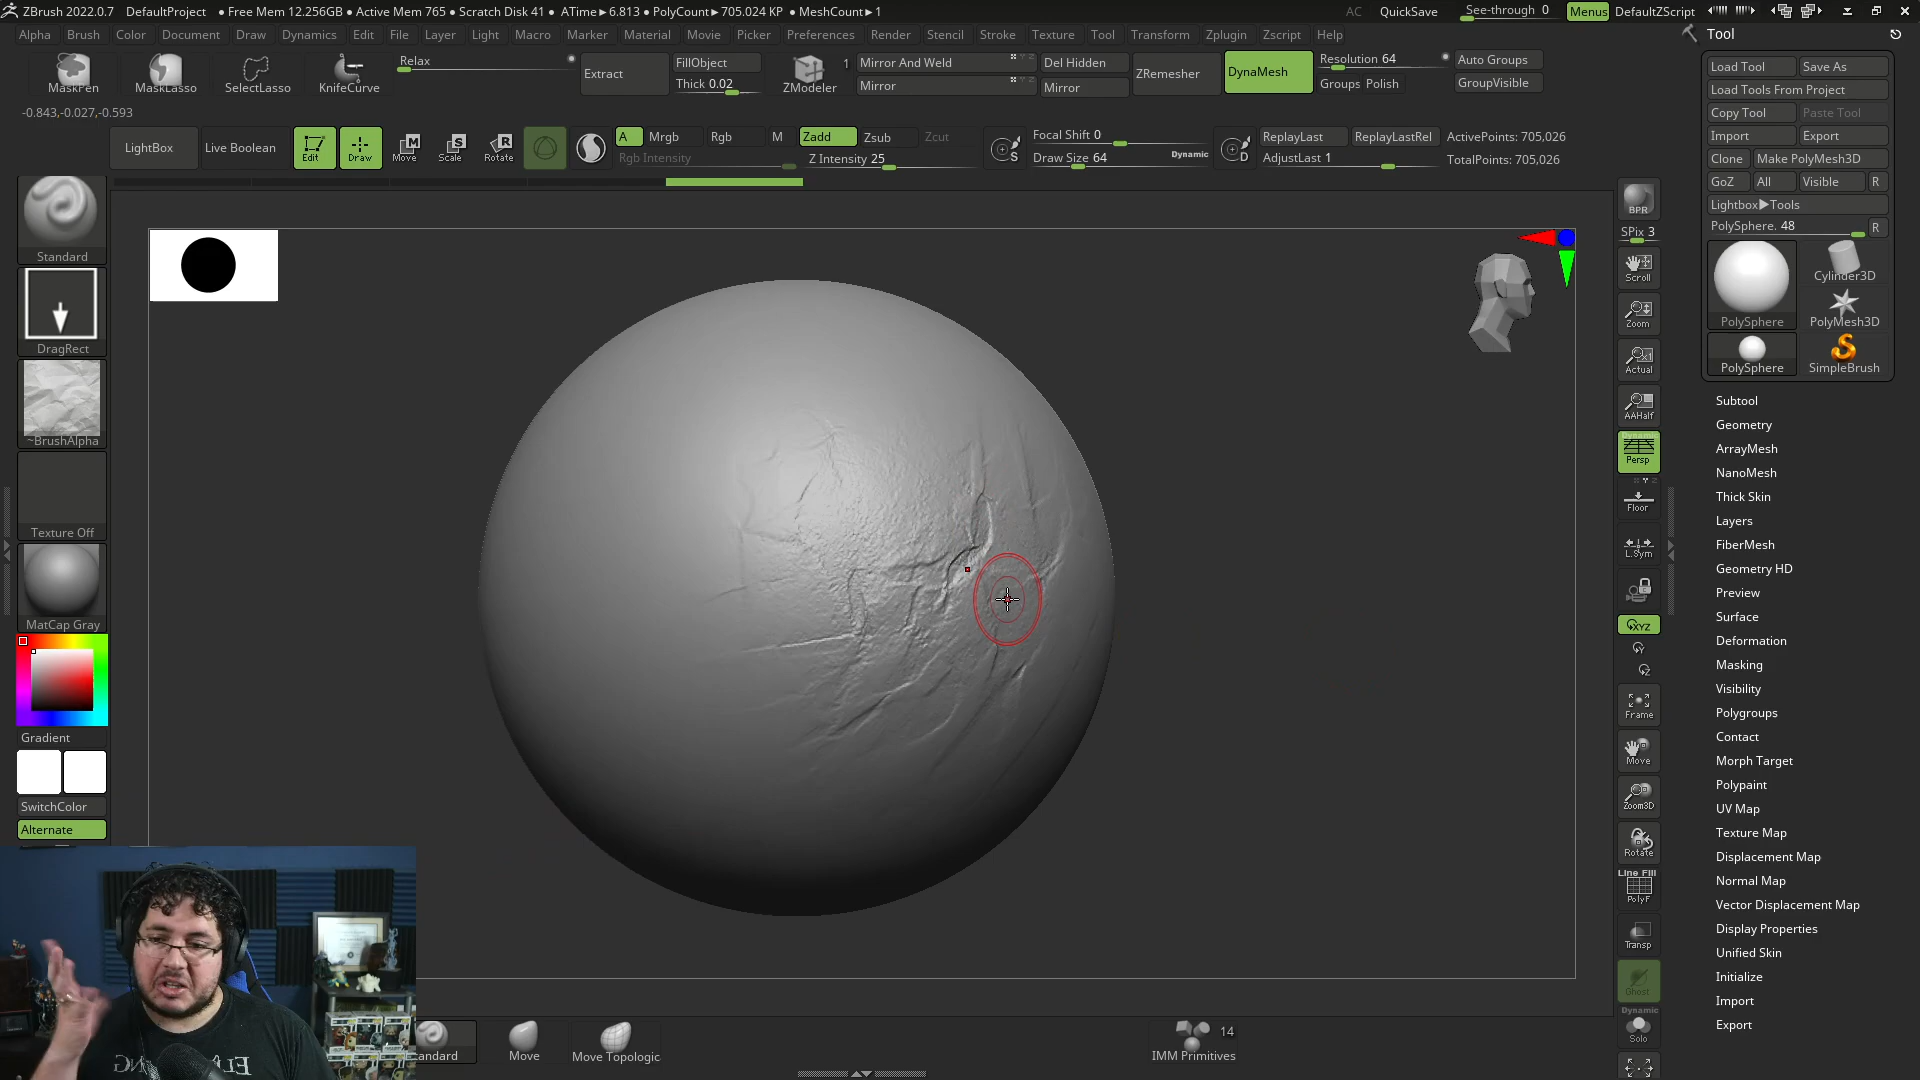 ZBrush 2022.0.7 DefaultProject ● Free Mem 12.256GB ● Active Mem 765 ● Scratch Disk 41 ● ATime►6.813 ● PolyCount►705.024 KP ● MeshCount►1 AC QuickSave See-through 0 Menus DefaultZScript
Alpha Brush Color Document Draw Dynamics Edit File Layer Light Macro Marker Material Movie Picker Preferences Render Stencil Stroke Texture Tool Transform Zplugin Zscript Help
MaskPen MaskLasso SelectLasso KnifeCurve
Relax
Extract
FillObject
Thick 0.02
ZModeler 1
Mirror And Weld
Mirror
Del Hidden
Mirror
ZRemesher
DynaMesh
Resolution 64
Groups Polish
Auto Groups
GroupVisible
-0.843,-0.027,-0.593
LightBox Live Boolean Edit Draw Move Scale Rotate
A Mrgb Rgb M Zadd Zsub Zcut
Rgb Intensity Z Intensity 25
S
Focal Shift 0
Draw Size 64 Dynamic
D
ReplayLast ReplayLastRel
AdjustLast 1
ActivePoints: 705,026
TotalPoints: 705,026
Standard
DragRect
~BrushAlpha
Texture Off
MatCap Gray
Gradient
SwitchColor
Alternate
BPR
SPix 3
Scroll
Zoom
Actual
AAHalf
Dynamic
Persp
Floor
L.Sym
XYZ
Frame
Move
Zoom3D
Rotate
Line Fill
PolyF
Transp
Ghost
Dynamic
Solo
Tool
Load Tool Save As
Load Tools From Project
Copy Tool Paste Tool
Import Export
Clone Make PolyMesh3D
GoZ All Visible R
Lightbox►Tools
PolySphere. 48 R
PolySphere
Cylinder3D
PolyMesh3D
PolySphere
SimpleBrush
Subtool
Geometry
ArrayMesh
NanoMesh
Thick Skin
Layers
FiberMesh
Geometry HD
Preview
Surface
Deformation
Masking
Visibility
Polygroups
Contact
Morph Target
Polypaint
UV Map
Texture Map
Displacement Map
Normal Map
Vector Displacement Map
Display Properties
Unified Skin
Initialize
Import
Export
tandard Move Move Topologic IMM Primitives 14